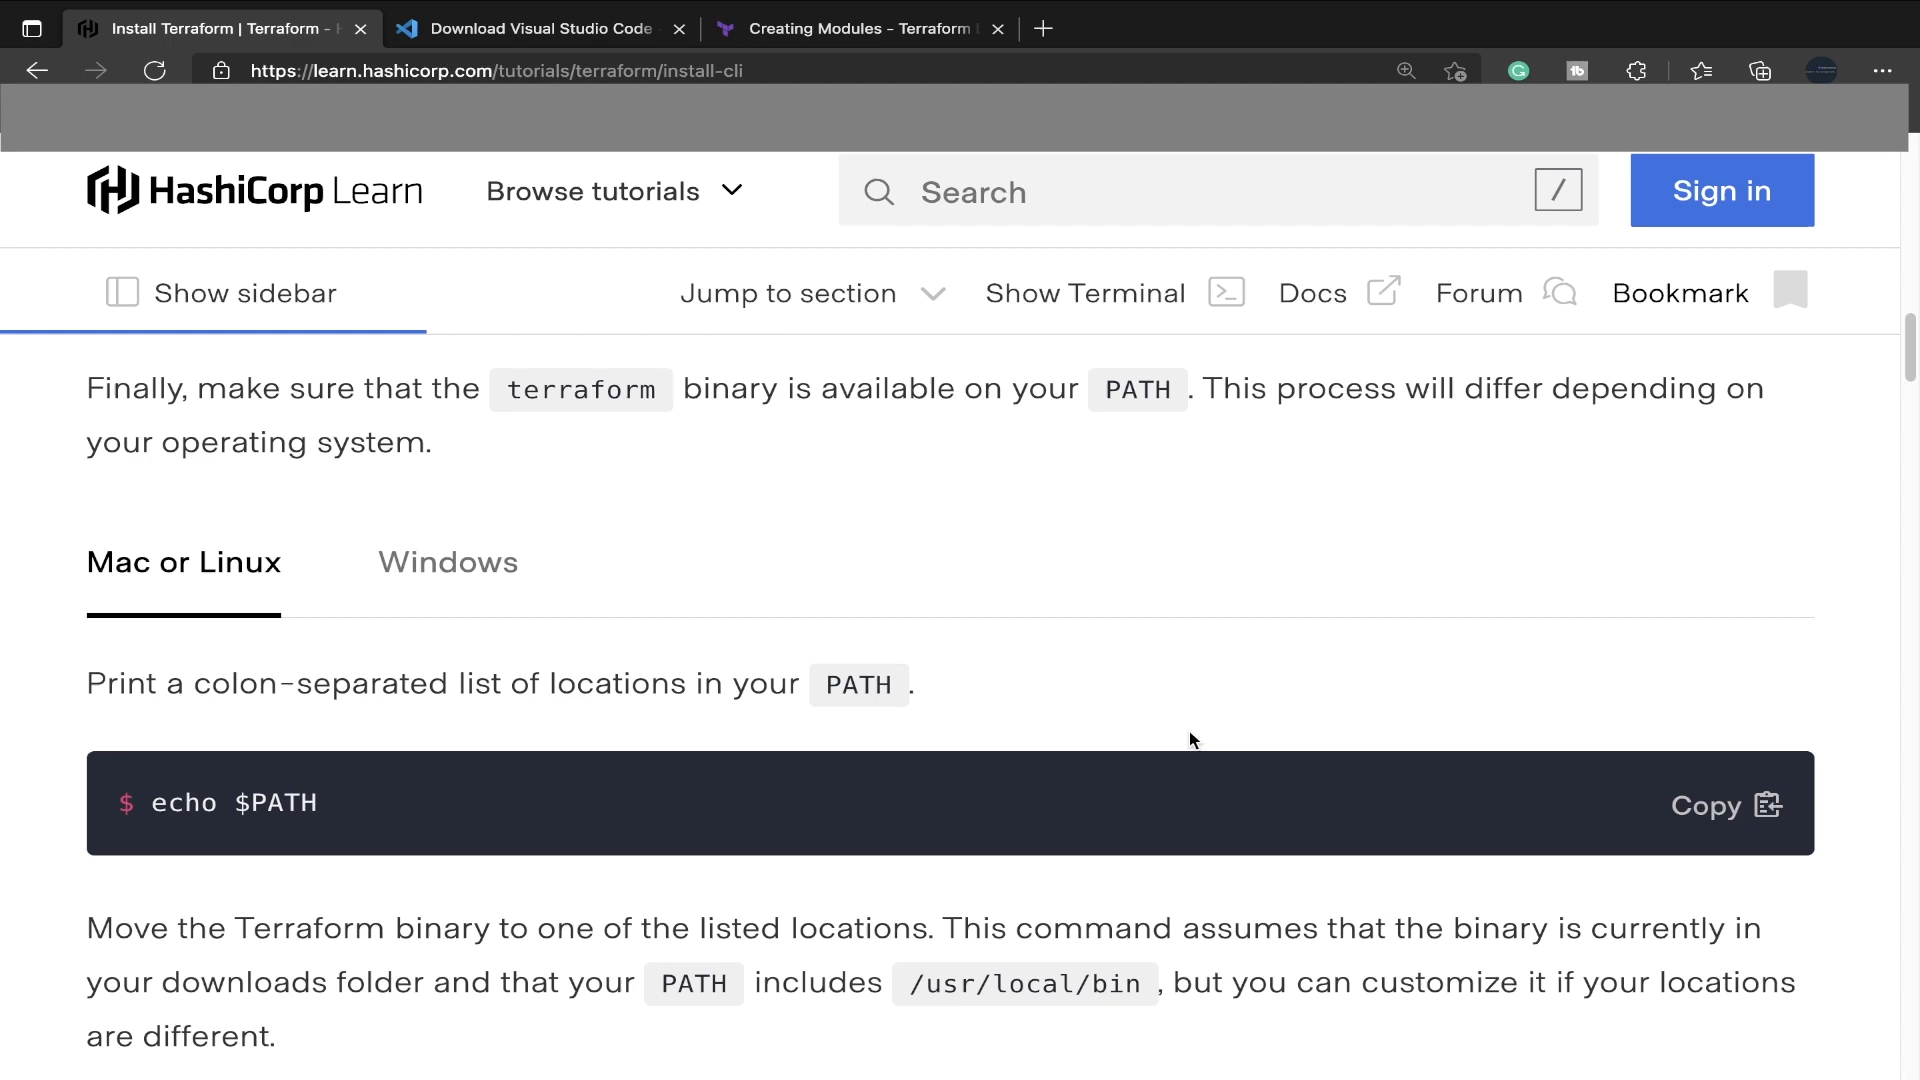 Install Terraform | Terraform -
Download Visual Studio Code
Creating Modules - Terraform
https://learn.hashicorp.com/tutorials/terraform/install-cli
HashiCorp Learn
Browse tutorials
Search
/
Sign in
Show sidebar
Jump to section
Show Terminal
Docs
Forum
Bookmark
Finally, make sure that the terraform binary is available on your PATH. This process will differ depending on
your operating system.
Mac or Linux
Windows
Print a colon-separated list of locations in your PATH.
$ echo $PATH
Copy
Move the Terraform binary to one of the listed locations. This command assumes that the binary is currently in
your downloads folder and that your PATH includes /usr/local/bin, but you can customize it if your locations
are different.